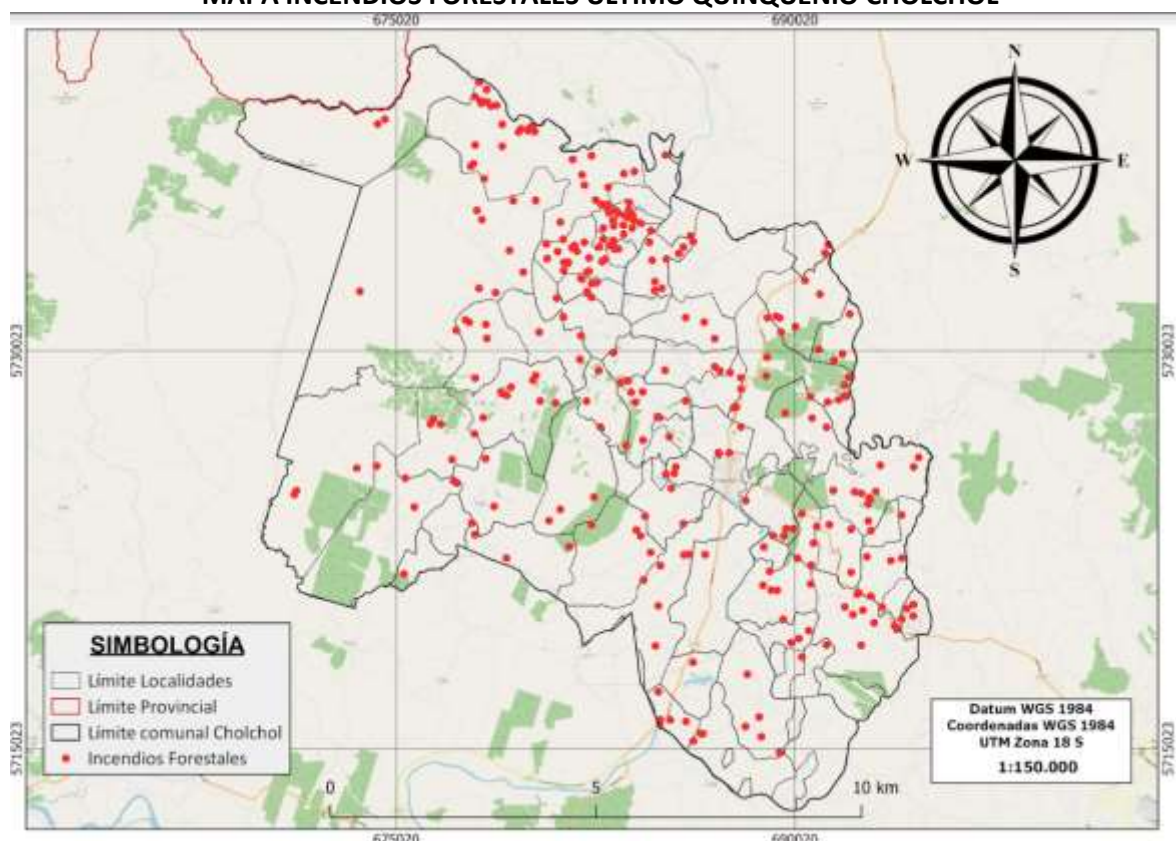 MAPA INCENDIOS FORESTALES ÚLTIMO QUINQUENIO CHOLCHOL
675020
690020
N
W
E
S
5730023
5730023
SIMBOLOGÍA
Límite Localidades
Límite Provincial
Límite comunal Cholchol
Incendios Forestales
Datum WGS 1984
Coordenadas WGS 1984
UTM Zona 18 S
1:150.000
5715023
5715023
0
5
10 km
675020
690020